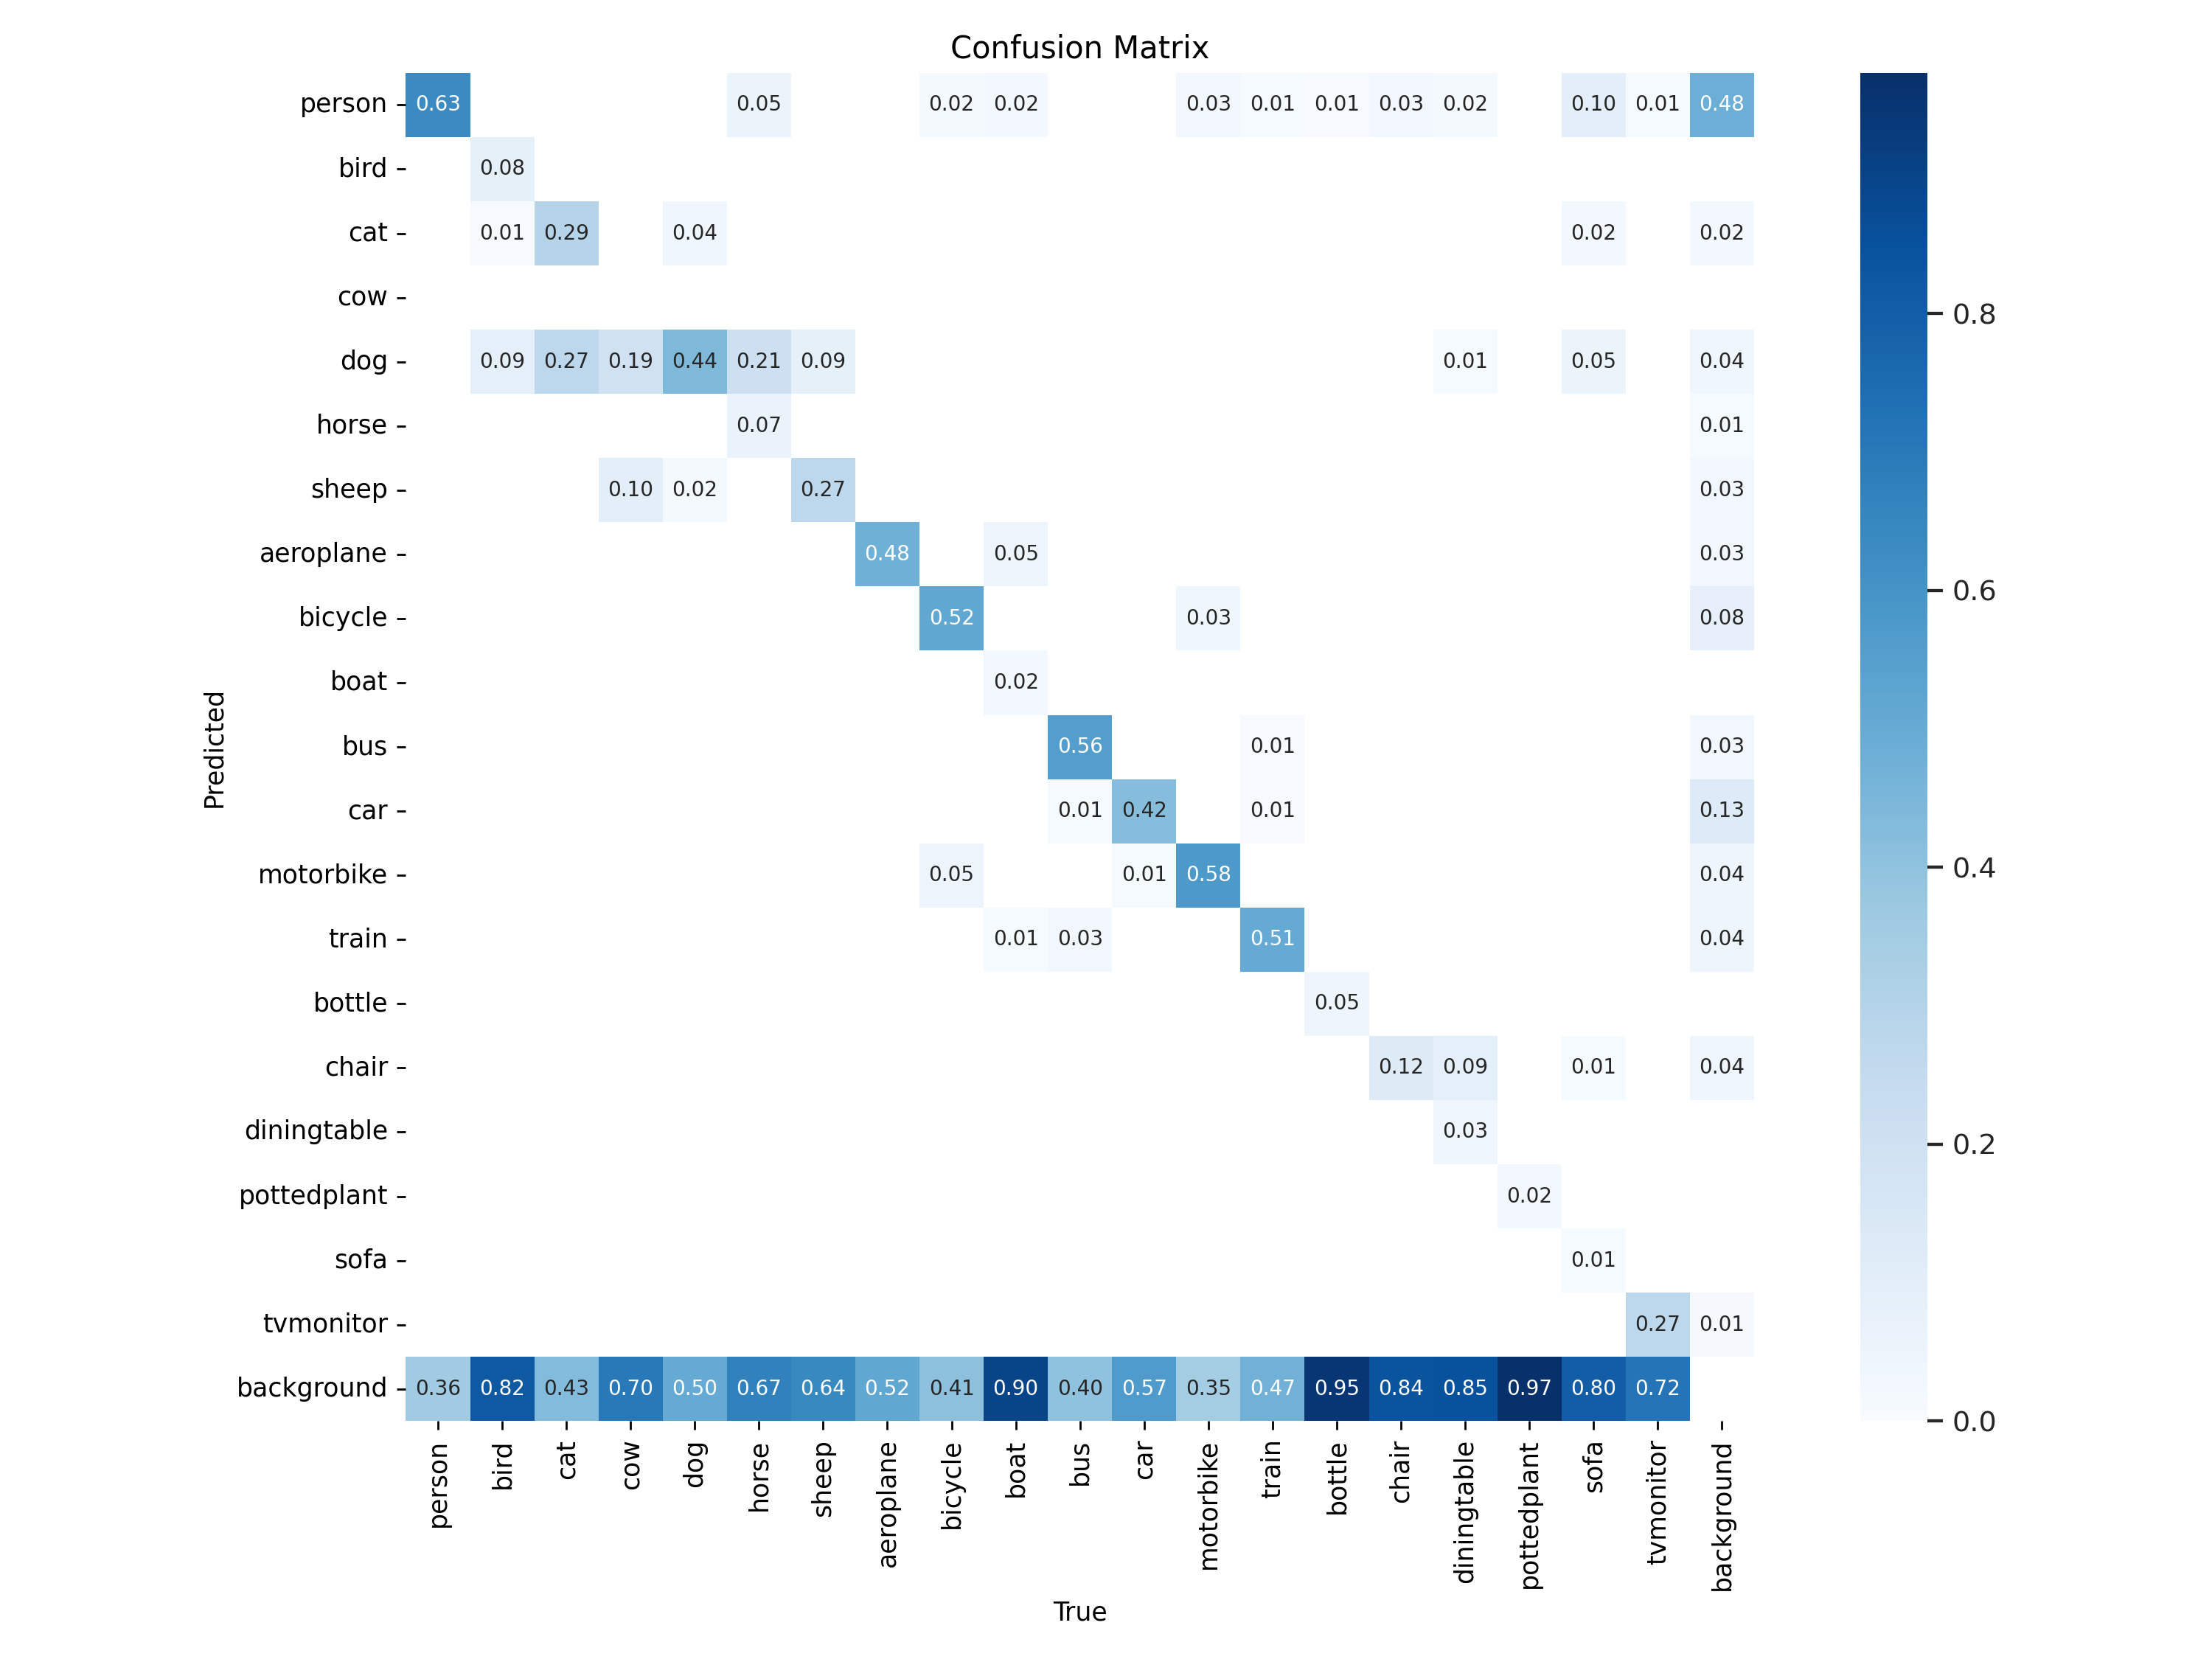 Confusion Matrix
person 0.63 0.05 0.02 0.02 0.03 0.01 0.01 0.03 0.02 0.10 0.01 0.48
bird 0.08
cat 0.01 0.29 0.04 0.02 0.02
cow
dog 0.09 0.27 0.19 0.44 0.21 0.09 0.01 0.05 0.04
horse 0.07 0.01
sheep 0.10 0.02 0.27 0.03
aeroplane 0.48 0.05 0.03
bicycle 0.52 0.03 0.08
boat 0.02
bus 0.56 0.01 0.03
car 0.01 0.42 0.01 0.13
motorbike 0.05 0.01 0.58 0.04
train 0.01 0.03 0.51 0.04
bottle 0.05
chair 0.12 0.09 0.01 0.04
diningtable 0.03
pottedplant 0.02
sofa 0.01
tvmonitor 0.27 0.01
background 0.36 0.82 0.43 0.70 0.50 0.67 0.64 0.52 0.41 0.90 0.40 0.57 0.35 0.47 0.95 0.84 0.85 0.97 0.80 0.72
Predicted
person bird cat cow dog horse sheep aeroplane bicycle boat bus car motorbike train bottle chair diningtable pottedplant sofa tvmonitor background
True
0.8
0.6
0.4
0.2
0.0